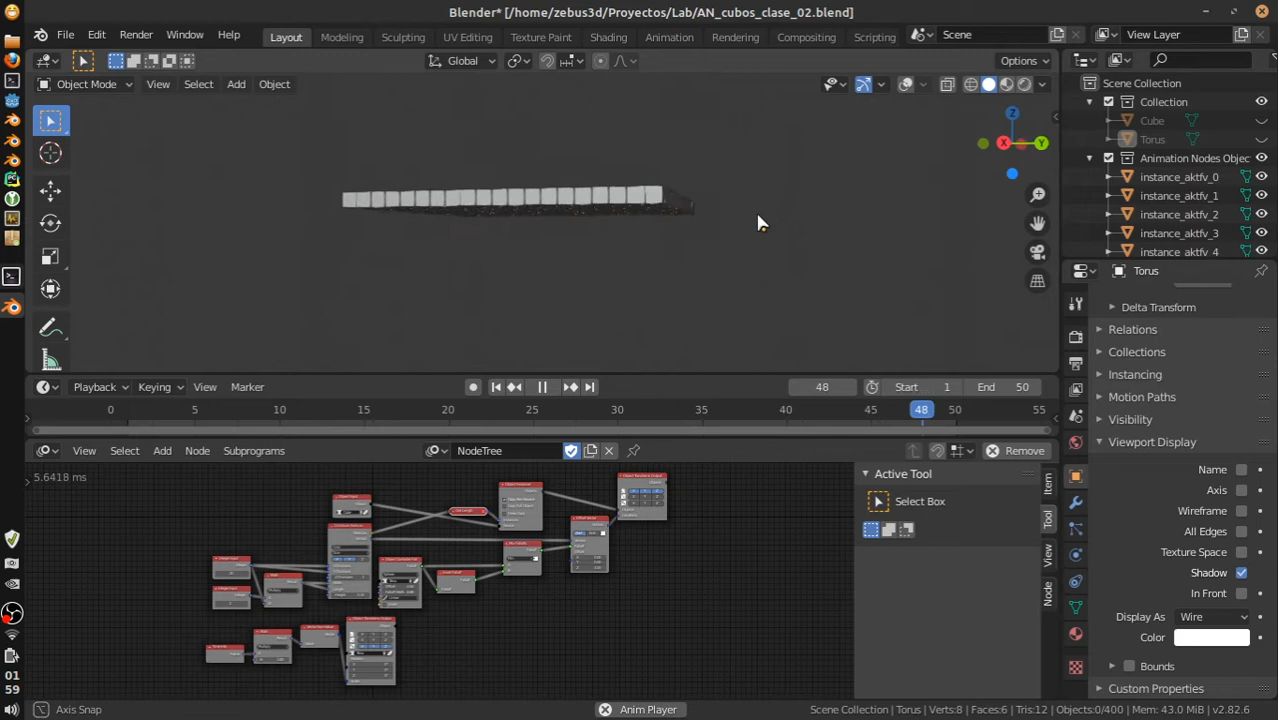 Blender* [/home/zebus3d/Proyectos/Lab/AN_cubos_clase_02.blend]
File Edit Render Window Help Layout Modeling Sculpting UV Editing Texture Paint Shading Animation Rendering Compositing Scripting Scene View Layer
Global Options
Object Mode View Select Add Object
Scene Collection
Collection
Cube
Torus
Animation Nodes Objec
instance_aktfv_0
instance_aktfv_1
instance_aktfv_2
instance_aktfv_3
instance_aktfv_4
Z
X
Y
Torus
Delta Transform
Relations
Collections
Instancing
Motion Paths
Visibility
Viewport Display
Name
Axis
Wireframe
All Edges
Texture Space
Shadow
In Front
Display As Wire
Color
Bounds
Custom Properties
Playback Keying View Marker 48 Start 1 End 50
0 5 10 15 20 25 30 35 40 45 48 50 55
View Select Add Node Subprograms NodeTree Remove
5.6418 ms
Active Tool
Select Box
Item
Tool
View
Node
01
59
Axis Snap Anim Player Scene Collection | Torus | Verts:8 | Faces:6 | Tris:12 | Objects:0/400 | Mem: 43.0 MiB | v2.82.6